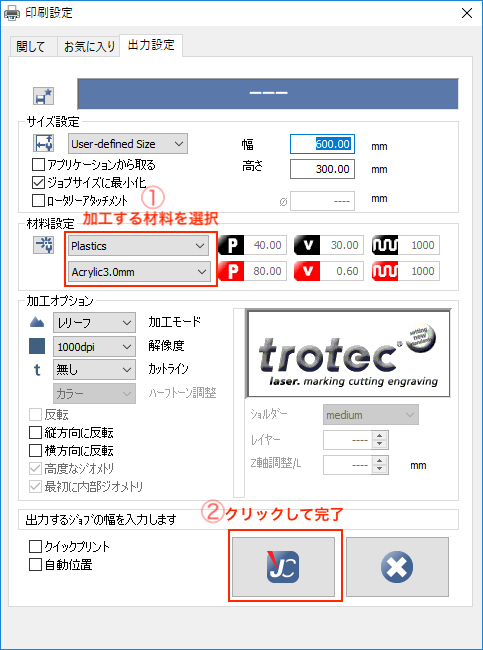 印刷設定
関して お気に入り 出力設定
---
サイズ設定
User-defined Size 幅 600.00 mm
アプリケーションから取る 高さ 300.00 mm
ジョブサイズに最小化
ロータリーアタッチメント ø ---- mm
①
加工する材料を選択
材料設定
Plastics P 40.00 V 30.00 1000
Acrylic3.0mm P 80.00 V 0.60 1000
加工オプション
レリーフ 加工モード
1000dpi 解像度
t 無し カットライン
カラー ハーフトーン調整
trotec® setting new standards
laser. marking cutting engraving
反転
縦方向に反転
横方向に反転
高度なジオメトリ
最初に内部ジオメトリ
ショルダー medium
レイヤー ----
Z軸調整/L ---- mm
出力するジョブの幅を入力します
②クリックして完了
クイックプリント
自動位置
JC